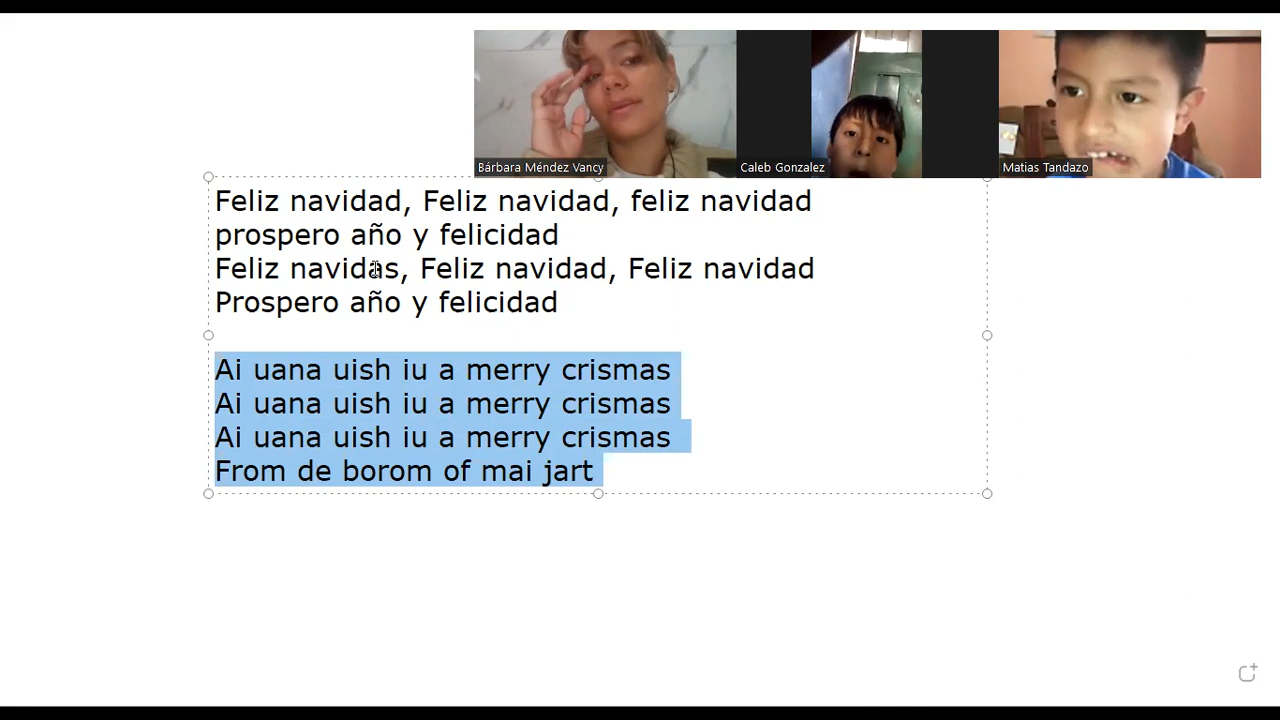 Bárbara Méndez Vancy
Caleb Gonzalez
Matias Tandazo
Feliz navidad, Feliz navidad, feliz navidad
prospero año y felicidad
Feliz navidas, Feliz navidad, Feliz navidad
Prospero año y felicidad
Ai uana uish iu a merry crismas
Ai uana uish iu a merry crismas
Ai uana uish iu a merry crismas
From de borom of mai jart